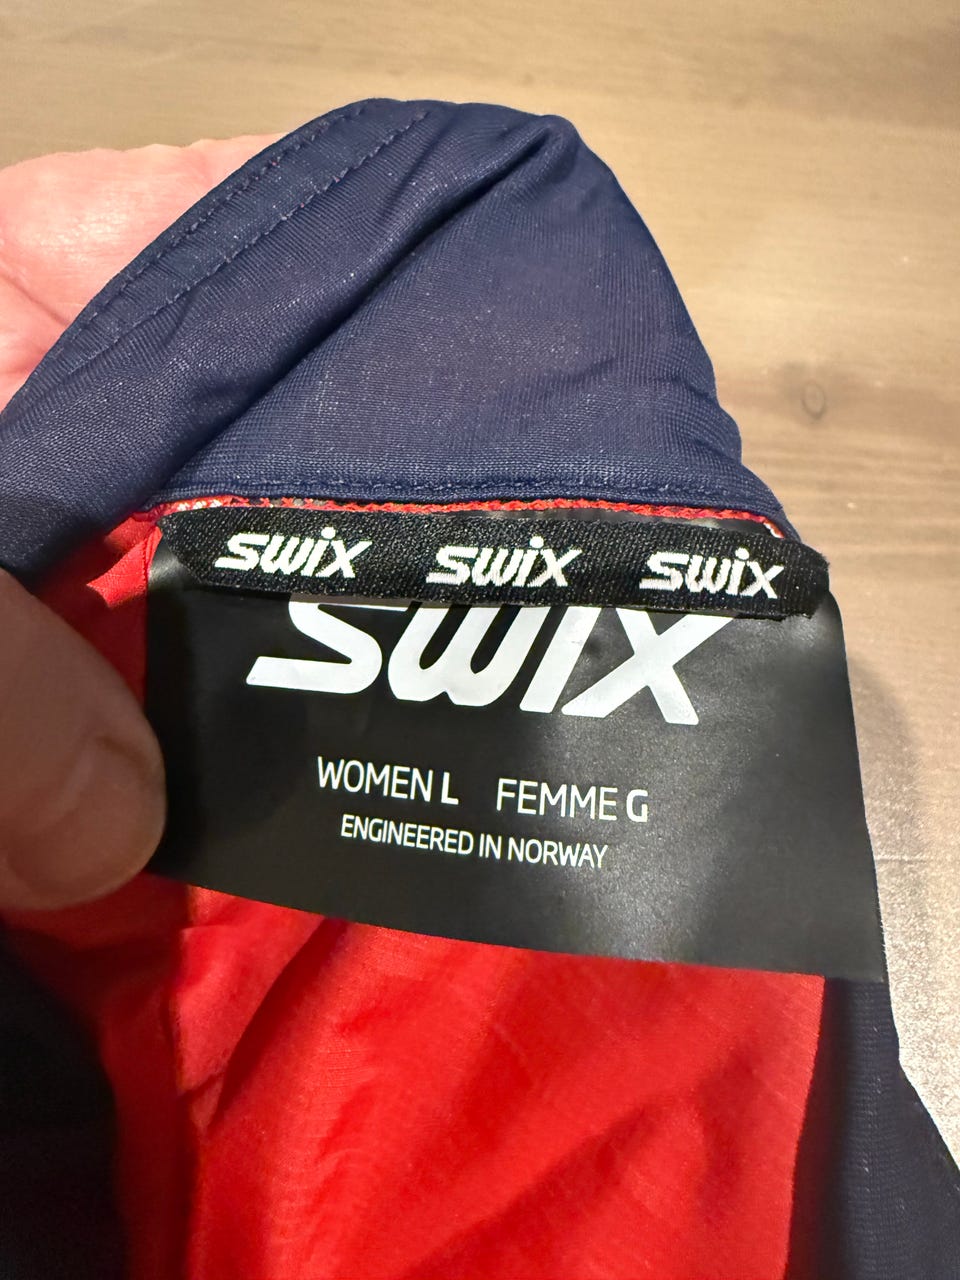 swix swix swix
swix
WOMEN L FEMME G
ENGINEERED IN NORWAY